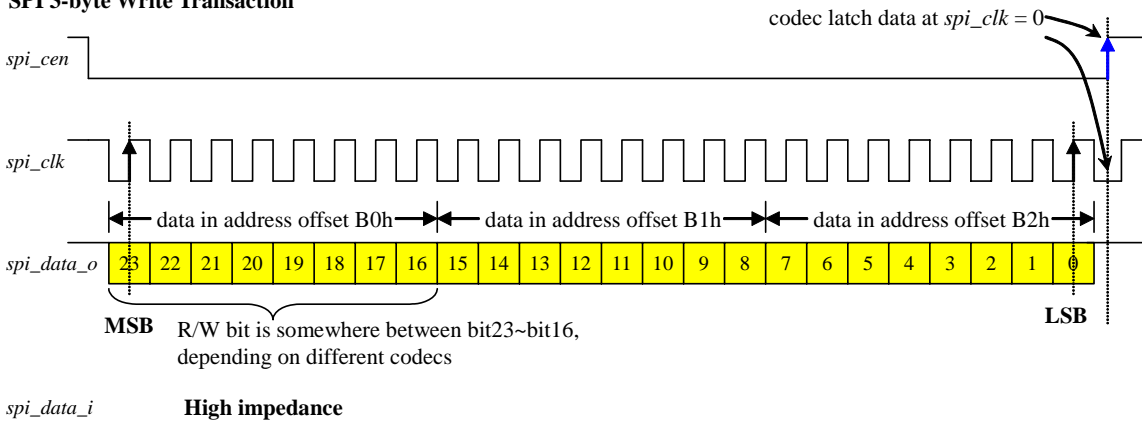 SPI 3-byte Write Transaction
codec latch data at spi_clk = 0
spi_cen
spi_clk
data in address offset B0h
data in address offset B1h
data in address offset B2h
spi_data_o
23 22 21 20 19 18 17 16 15 14 13 12 11 10 9 8 7 6 5 4 3 2 1 0
MSB
LSB
R/W bit is somewhere between bit23~bit16,
depending on different codecs
spi_data_i
High impedance